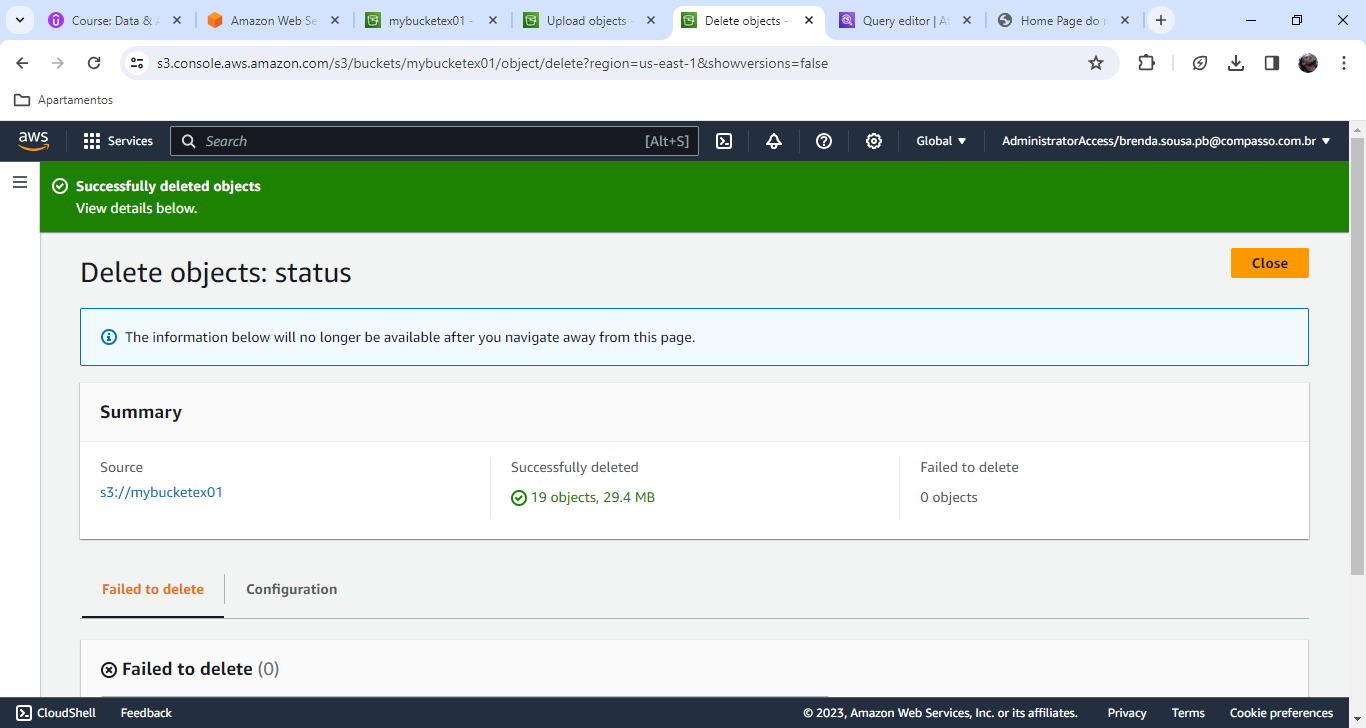 Course: Data &
Amazon Web Se
mybucketex01 -
Upload objects -
Delete objects -
Query editor | At
Home Page do
s3.console.aws.amazon.com/s3/buckets/mybucketex01/object/delete?region=us-east-1&showversions=false
Apartamentos
aws
Services
Search
[Alt+S]
Global
AdministratorAccess/brenda.sousa.pb@compasso.com.br
Successfully deleted objects
View details below.
Delete objects: status
Close
The information below will no longer be available after you navigate away from this page.
Summary
Source
s3://mybucketex01
Successfully deleted
19 objects, 29.4 MB
Failed to delete
0 objects
Failed to delete
Configuration
Failed to delete (0)
CloudShell
Feedback
© 2023, Amazon Web Services, Inc. or its affiliates.
Privacy
Terms
Cookie preferences